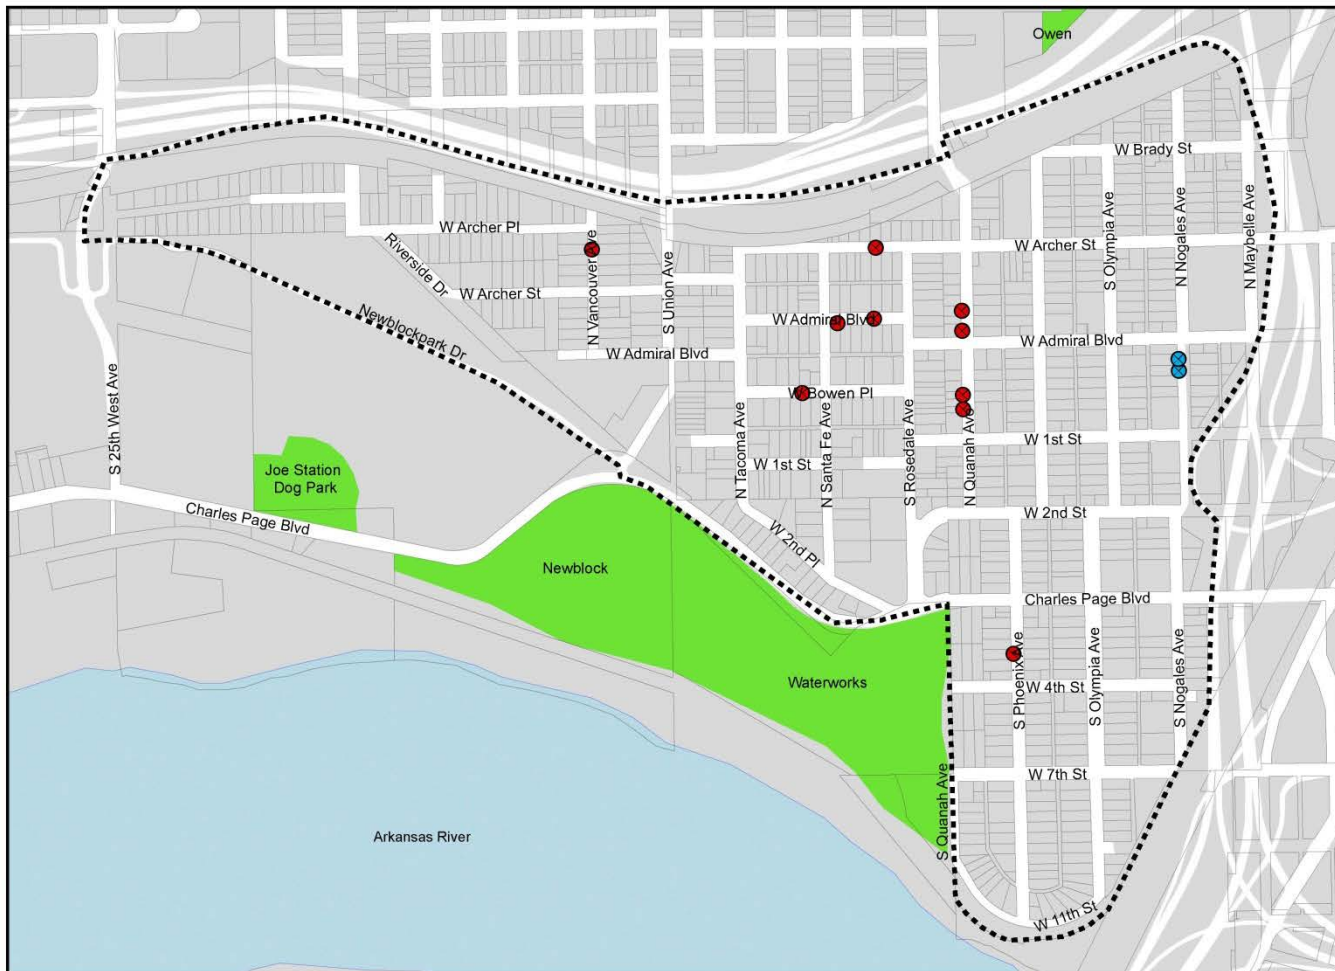 Owen
W Brady St
W Archer Pl
W Archer St
Riverside Dr
N Vancouver Ave
S Union Ave
S Olympia Ave
N Nogales Ave
N Maybelle Ave
W Archer St
Newblockpark Dr
W Admiral Blvd
W Admiral Blvd
W Admiral Blvd
S 25th West Ave
W Bowen Pl
N Tacoma Ave
N Santa Fe Ave
S Rosedale Ave
N Quanah Ave
W 1st St
W 1st St
Joe Station
Dog Park
Charles Page Blvd
W 2nd St
W 2nd Pl
Newblock
Charles Page Blvd
Waterworks
S Phoenix Ave
S Olympia Ave
S Nogales Ave
W 4th St
W 7th St
S Quanah Ave
Arkansas River
W 11th St